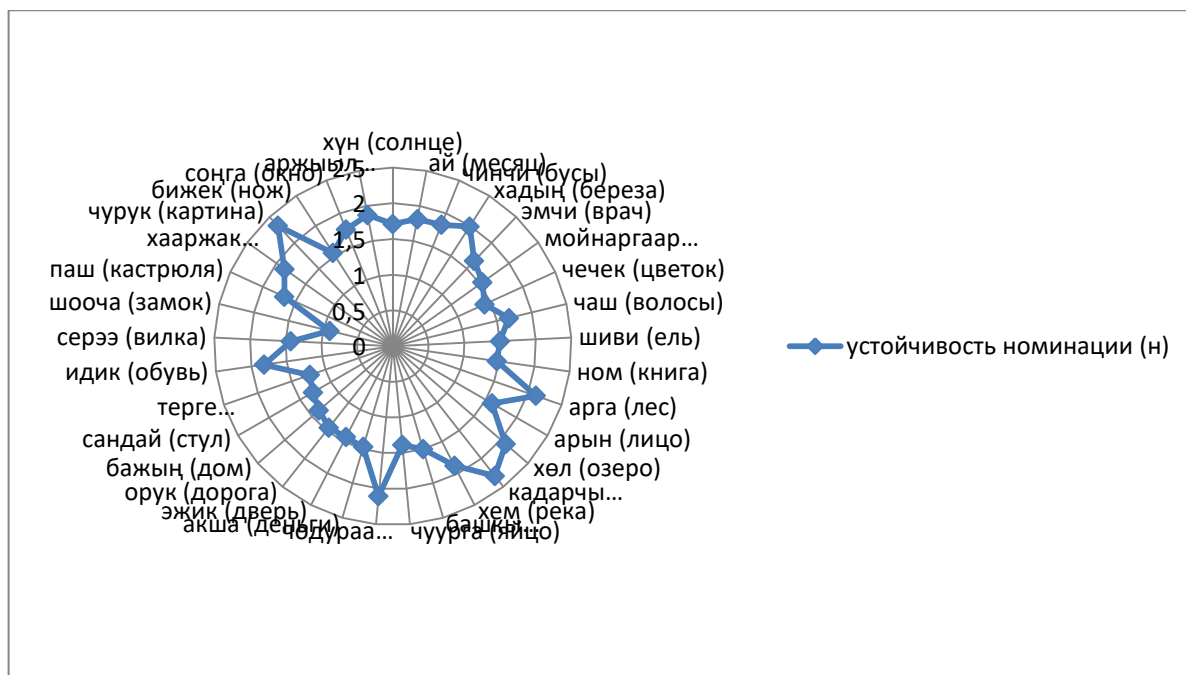 хүн (солнце)
ай (месяц)
чинчи (бусы)
хадың (береза)
эмчи (врач)
мойнаргаар...
чечек (цветок)
чаш (волосы)
шиви (ель)
ном (книга)
арга (лес)
арын (лицо)
хөл (озеро)
кадарчы...
хем (река)
башкы...
чуурга (яйцо)
чодураа...
акша (деньги)
эжик (дверь)
орук (дорога)
бажың (дом)
сандай (стул)
терге...
идик (обувь)
серээ (вилка)
шооча (замок)
паш (кастрюля)
хааржак...
чурук (картина)
бижек (нож)
соңга (окно)
аржыыл...
2,5
2
1,5
1
0,5
0
устойчивость номинации (н)